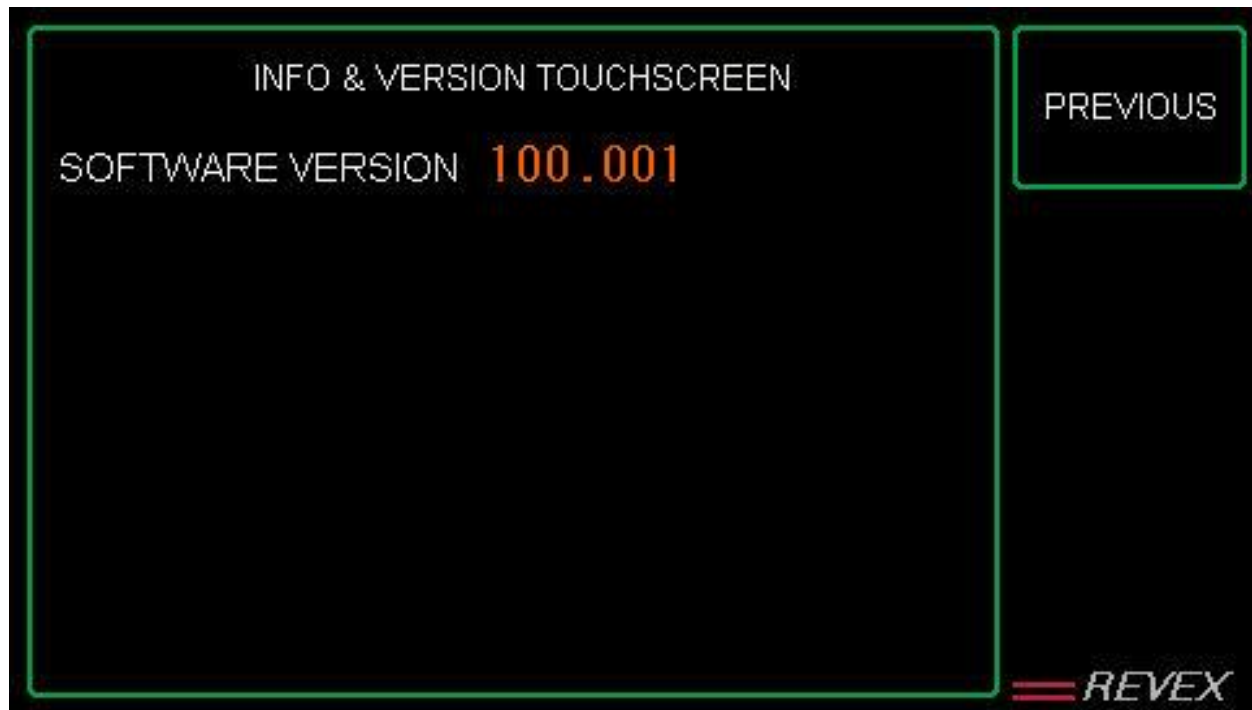 INFO & VERSION TOUCHSCREEN
SOFTWARE VERSION 100.001
PREVIOUS
REVEX